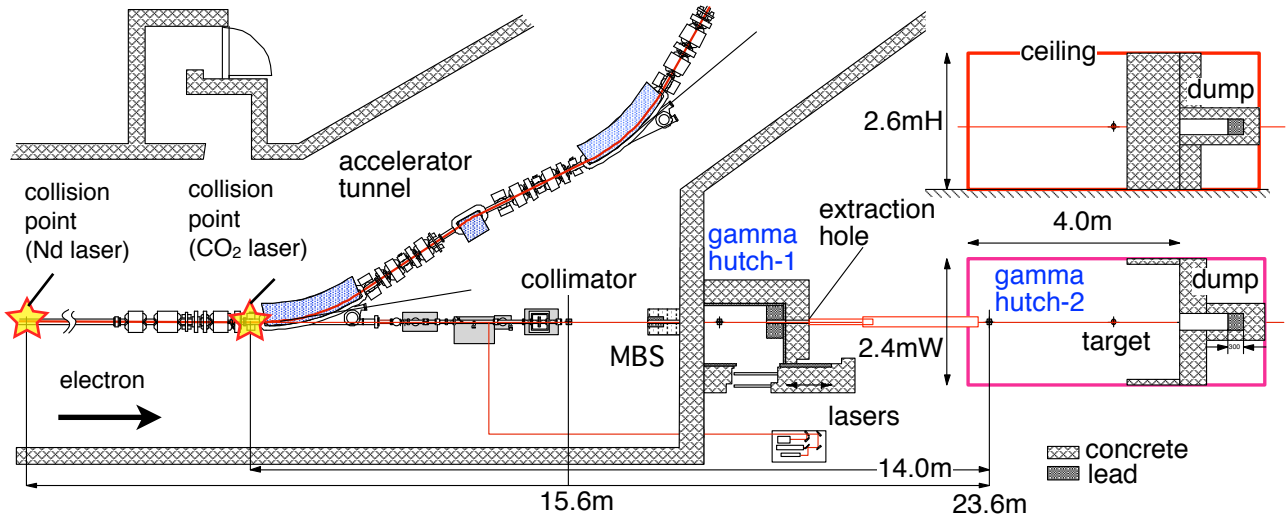 ceiling
dump
2.6mH
accelerator
tunnel
collision
point
(Nd laser)
collision
point
(CO₂ laser)
extraction
hole
4.0m
gamma
hutch-1
collimator
gamma
hutch-2
dump
300
MBS
2.4mW
target
electron
lasers
concrete
lead
14.0m
15.6m
23.6m